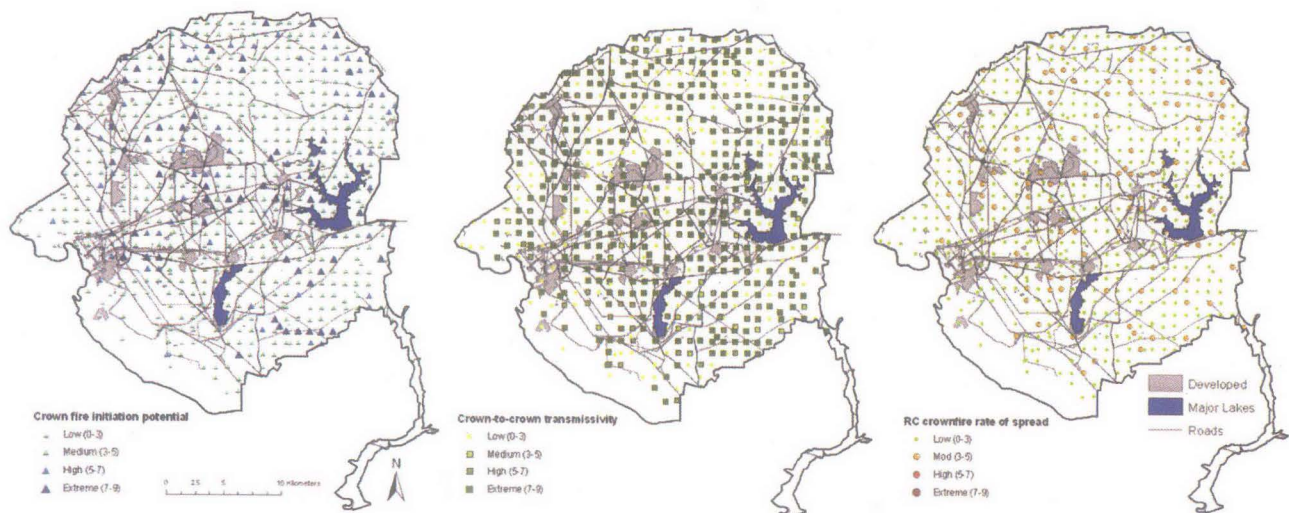 Crown fire initiation potential
Low (0-3)
Medium (3-5)
High (5-7)
Extreme (7-9)
0 2.5 5 10 Kilometers
N
Crown-to-crown transmissivity
Low (0-3)
Medium (3-5)
High (5-7)
Extreme (7-9)
RC crownfire rate of spread
Low (0-3)
Mod (3-5)
High (5-7)
Extreme (7-9)
Developed
Major Lakes
Roads